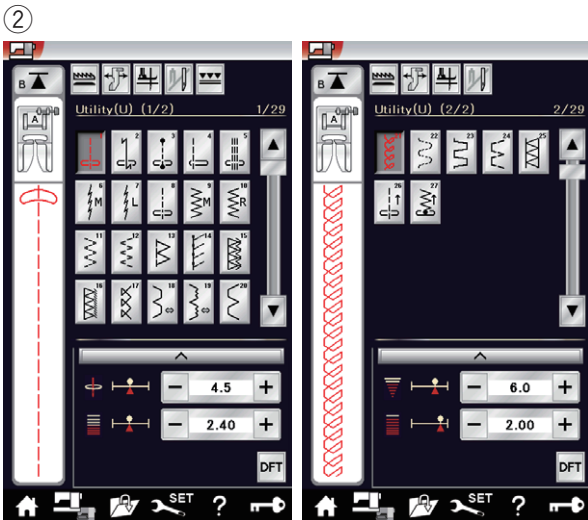 ②
B
A
Utility(U) (1/2) 1/29
1 2 3 4 5
6 M 7 L 8 9 M 10 R
11 12 13 14 15
16 17 18 19 20
− 4.5 +
− 2.40 +
DFT
SET ?
B
A
Utility(U) (2/2) 2/29
22 23 24 25
26 27
− 6.0 +
− 2.00 +
DFT
SET ?